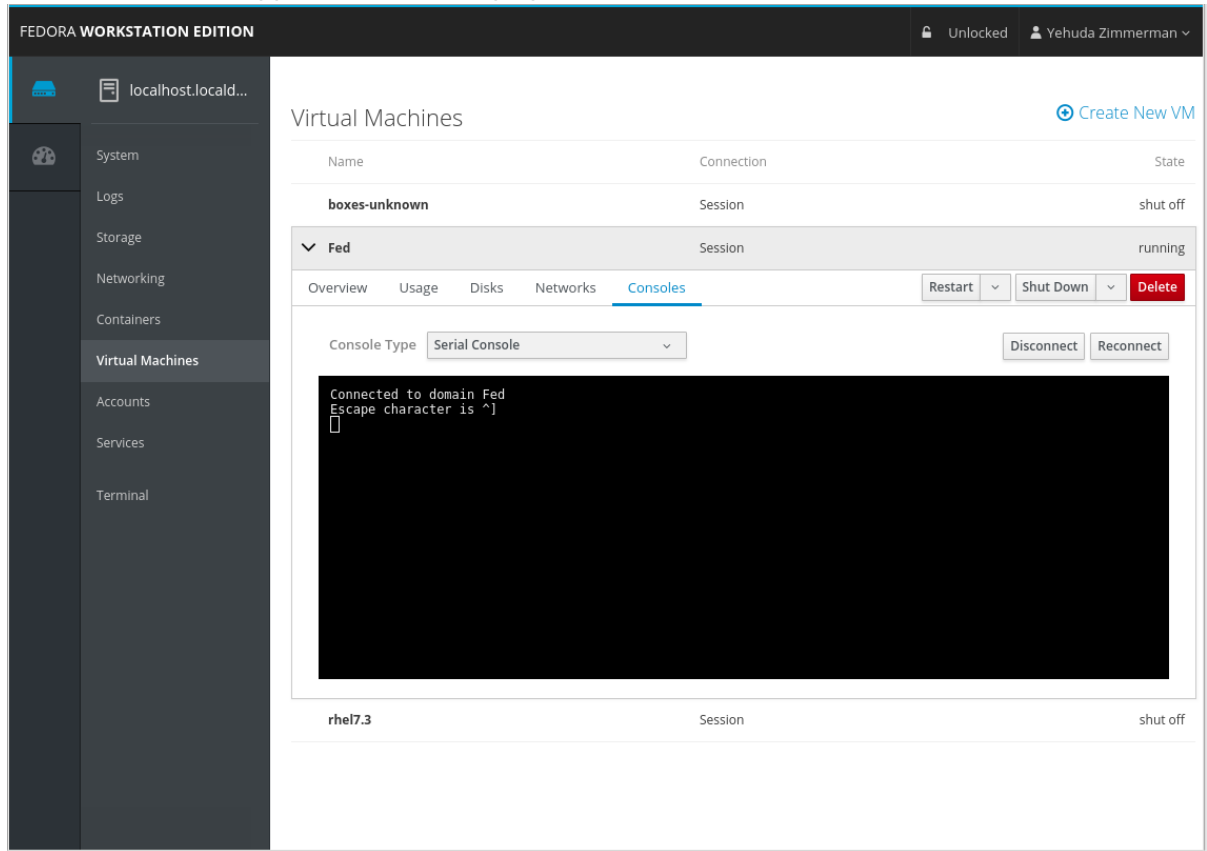 FEDORA WORKSTATION EDITION Unlocked Yehuda Zimmerman
localhost.locald...
Virtual Machines Create New VM
System
Logs
Storage
Networking
Containers
Virtual Machines
Accounts
Services
Terminal
Name Connection State
boxes-unknown Session shut off
Fed Session running
Overview Usage Disks Networks Consoles Restart Shut Down Delete
Console Type Serial Console Disconnect Reconnect
Connected to domain Fed
Escape character is ^]
rhel7.3 Session shut off